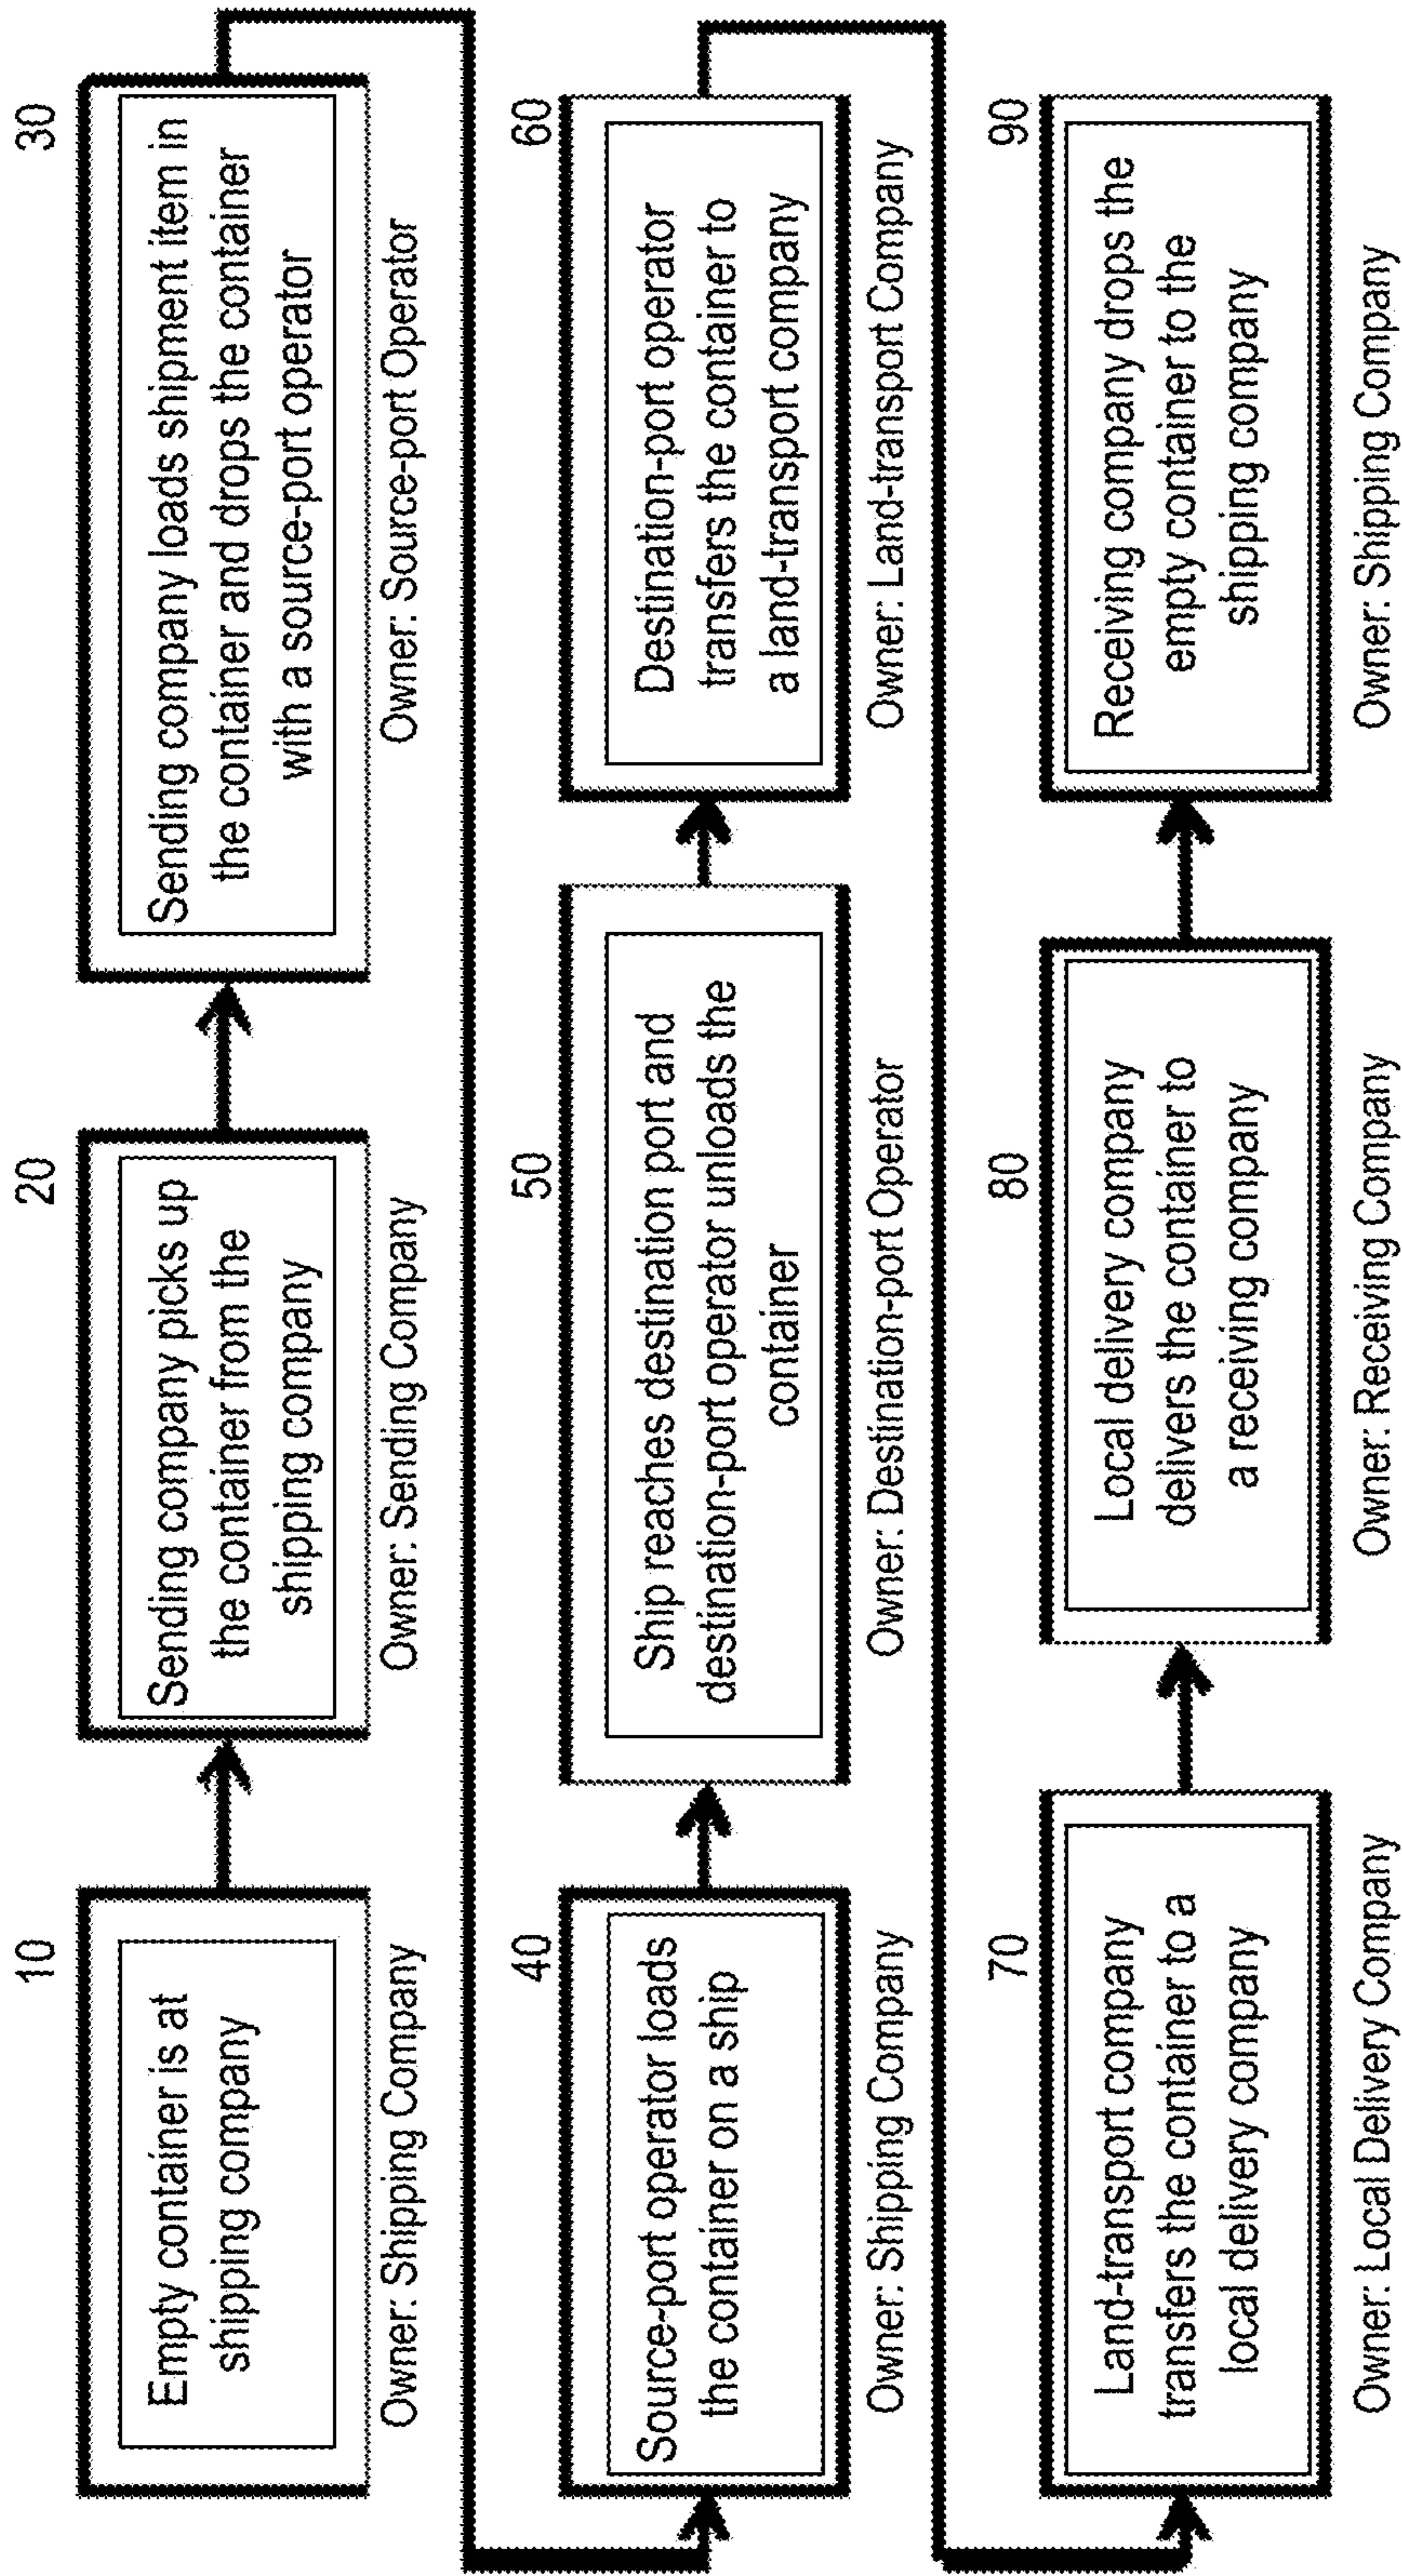 10
Empty container is at
shipping company
Owner: Shipping Company
20
Sending company picks up
the container from the
shipping company
Owner: Sending Company
30
Sending company loads shipment item in
the container and drops the container
with a source-port operator
Owner: Source-port Operator
40
Source-port operator loads
the container on a ship
Owner: Shipping Company
50
Ship reaches destination port and
destination-port operator unloads the
container
Owner: Destination-port Operator
60
Destination-port operator
transfers the container to
a land-transport company
Owner: Land-transport Company
70
Land-transport company
transfers the container to a
local delivery company
Owner: Local Delivery Company
80
Local delivery company
delivers the container to
a receiving company
Owner: Receiving Company
90
Receiving company drops the
empty container to the
shipping company
Owner: Shipping Company